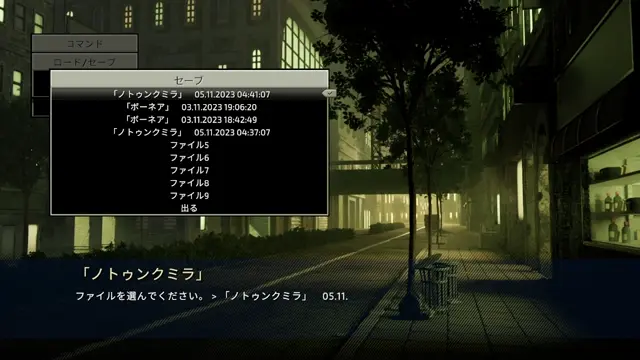 コマンド
ロード/セーブ
セーブ
「ノトゥンクミラ」 05.11.2023 04:41:07
「ボーネア」 03.11.2023 19:06:20
「ボーネア」 03.11.2023 18:42:49
「ノトゥンクミラ」 05.11.2023 04:37:07
ファイル5
ファイル6
ファイル7
ファイル8
ファイル9
出る
「ノトゥンクミラ」
ファイルを選んでください。 > 「ノトゥンクミラ」 05.11.